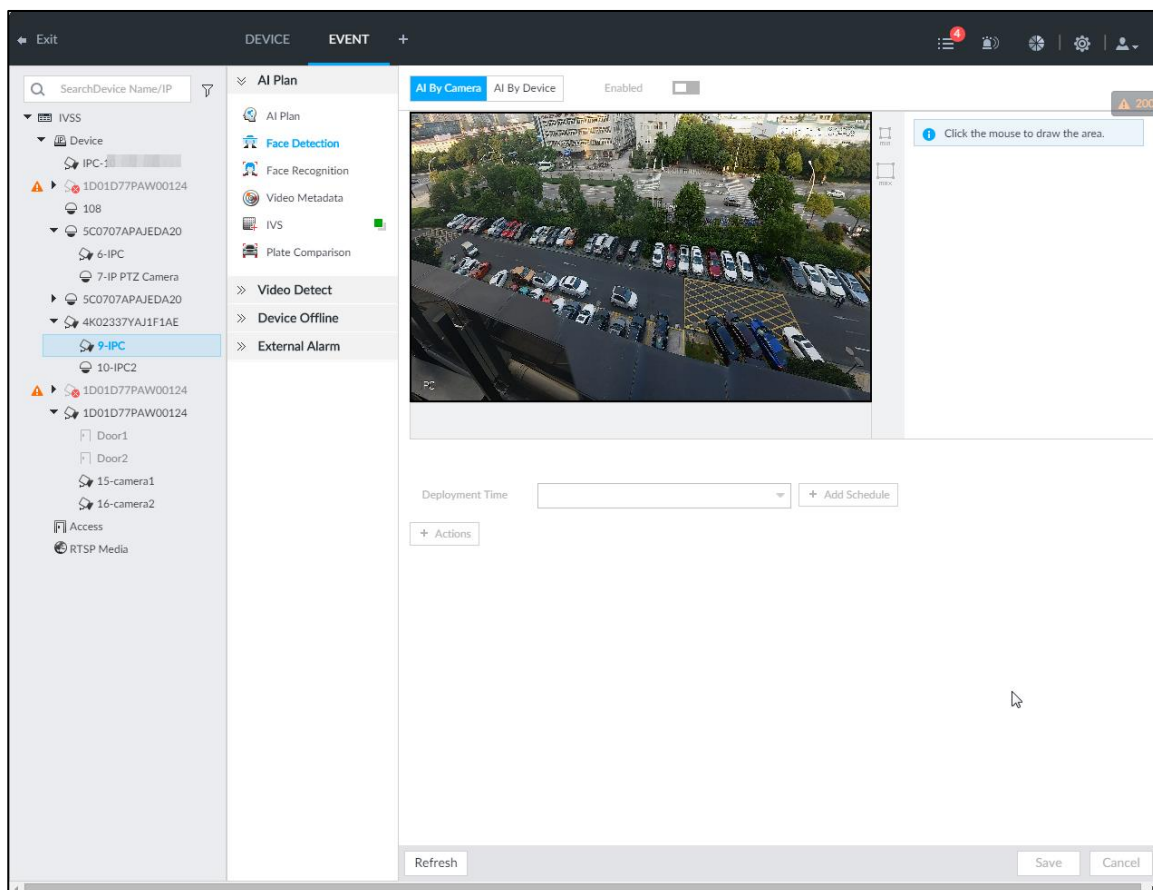 Exit
DEVICE
EVENT
+
4
SearchDevice Name/IP
IVSS
Device
IPC-
1D01D77PAW00124
108
5C0707APAJEDA20
6-IPC
7-IP PTZ Camera
5C0707APAJEDA20
4K02337YAJ1F1AE
9-IPC
10-IPC2
1D01D77PAW00124
1D01D77PAW00124
Door1
Door2
15-camera1
16-camera2
Access
RTSP Media
AI Plan
AI Plan
Face Detection
Face Recognition
Video Metadata
IVS
Plate Comparison
Video Detect
Device Offline
External Alarm
AI By Camera
AI By Device
Enabled
200
min
max
Click the mouse to draw the area.
Deployment Time
+ Add Schedule
+ Actions
Refresh
Save
Cancel